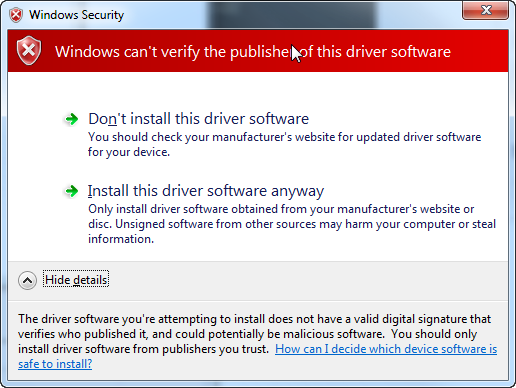 Windows Security
Windows can't verify the publisher of this driver software
Don't install this driver software
You should check your manufacturer's website for updated driver software
for your device.
Install this driver software anyway
Only install driver software obtained from your manufacturer's website or
disc. Unsigned software from other sources may harm your computer or steal
information.
Hide details
The driver software you're attempting to install does not have a valid digital signature that
verifies who published it, and could potentially be malicious software. You should only
install driver software from publishers you trust. How can I decide which device software is
safe to install?